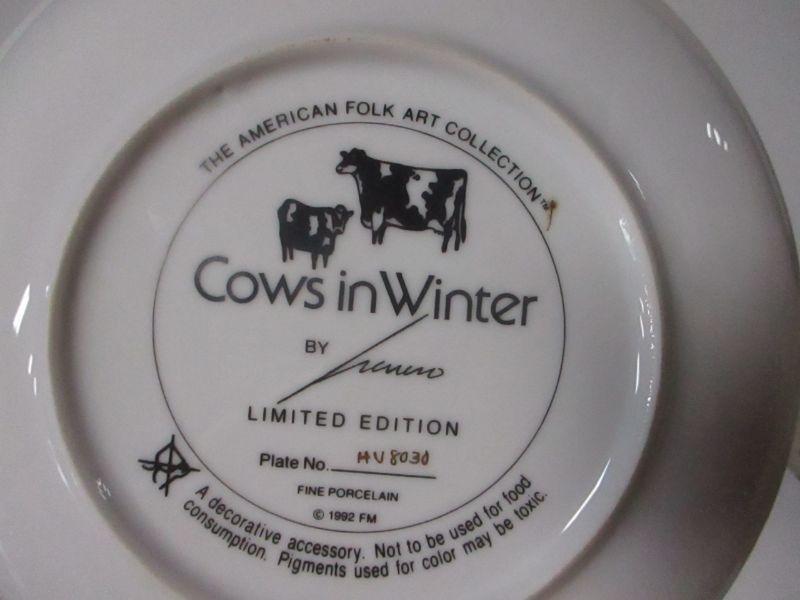 THE AMERICAN FOLK ART COLLECTION™
Cows in Winter
BY
LIMITED EDITION
Plate No. HV8030
FINE PORCELAIN
© 1992 FM
A decorative accessory. Not to be used for food
consumption. Pigments used for color may be toxic.